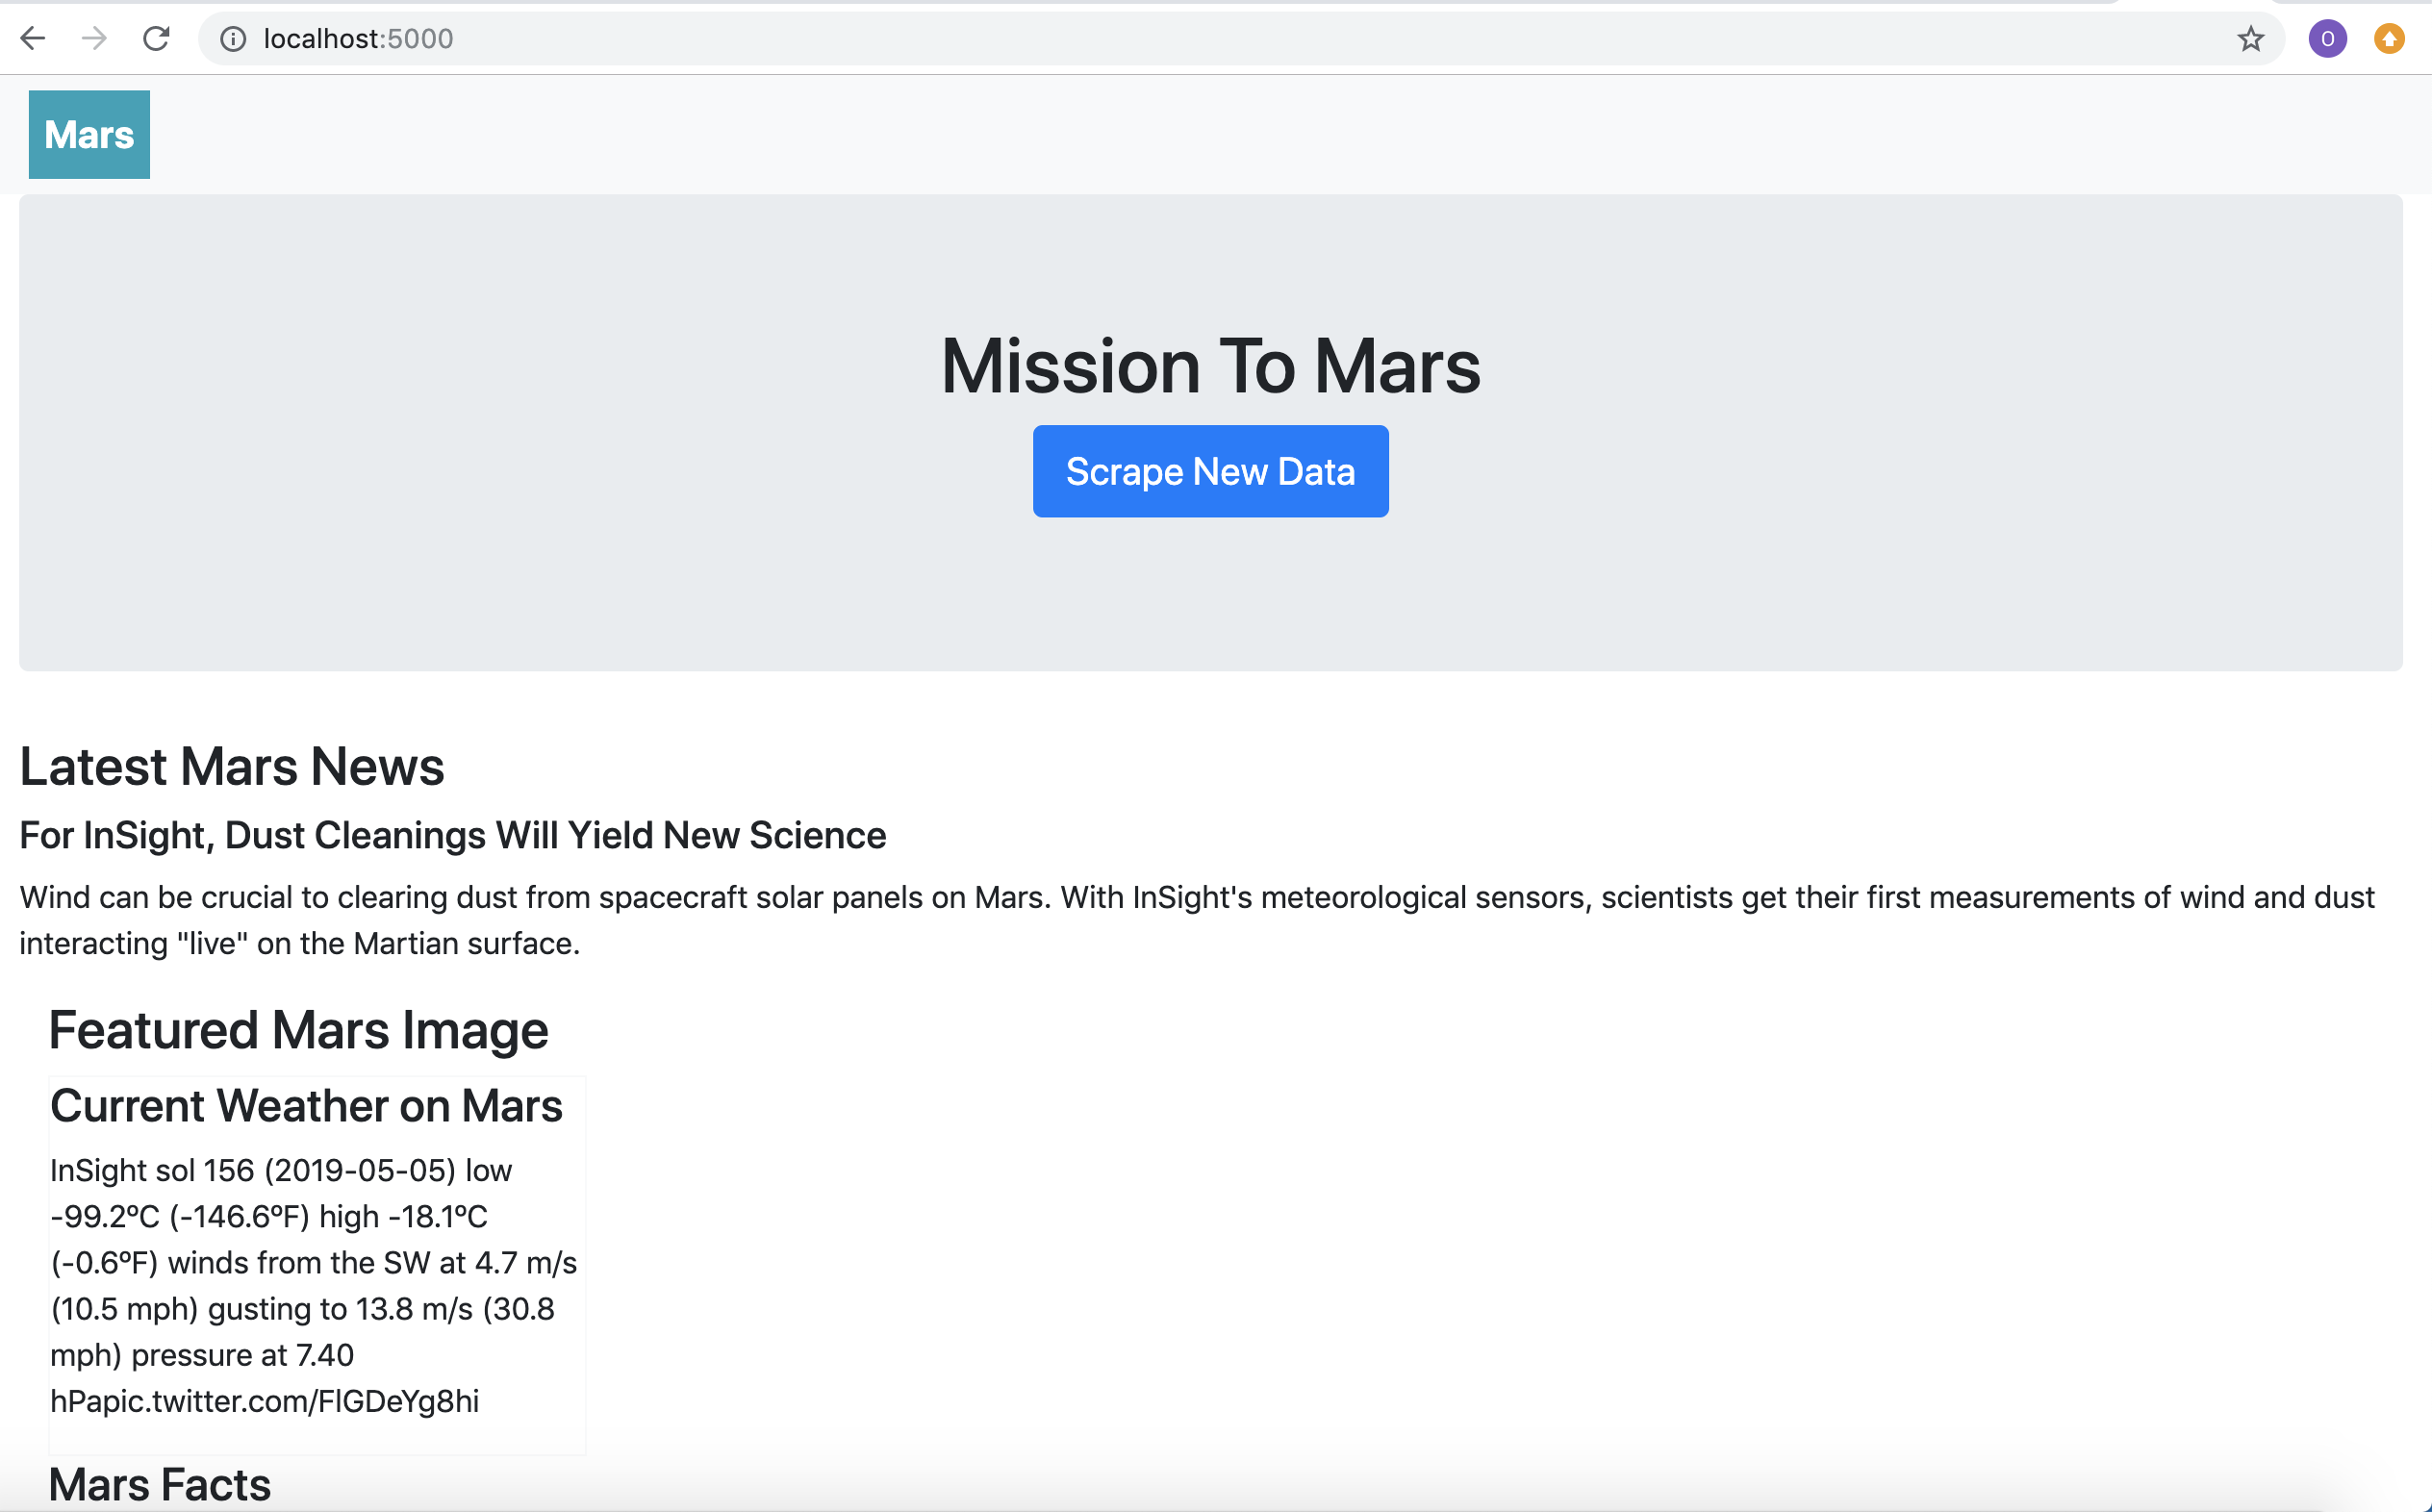 localhost:5000
O
Mars
Mission To Mars
Scrape New Data
Latest Mars News
For InSight, Dust Cleanings Will Yield New Science
Wind can be crucial to clearing dust from spacecraft solar panels on Mars. With InSight's meteorological sensors, scientists get their first measurements of wind and dust
interacting "live" on the Martian surface.
Featured Mars Image
Current Weather on Mars
InSight sol 156 (2019-05-05) low
-99.2ºC (-146.6ºF) high -18.1ºC
(-0.6ºF) winds from the SW at 4.7 m/s
(10.5 mph) gusting to 13.8 m/s (30.8
mph) pressure at 7.40
hPapic.twitter.com/FlGDeYg8hi
Mars Facts